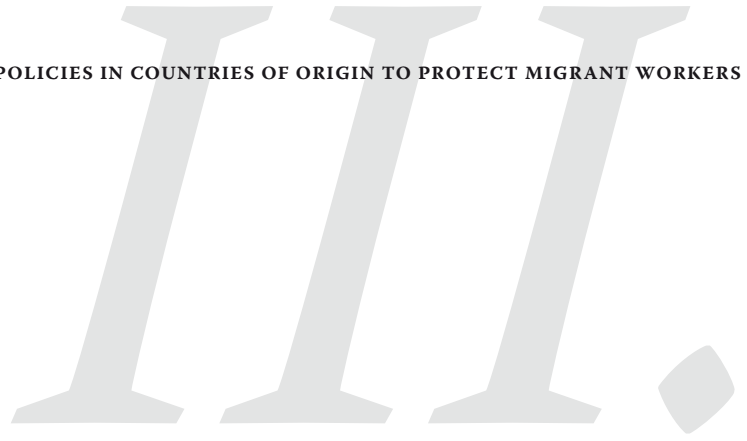 III.
POLICIES IN COUNTRIES OF ORIGIN TO PROTECT MIGRANT WORKERS